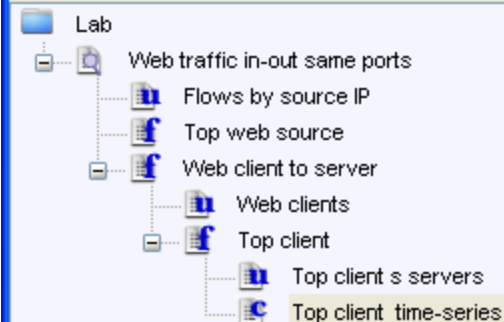 Lab
Web traffic in-out same ports
u Flows by source IP
f Top web source
f Web client to server
u Web clients
f Top client
u Top client s servers
c Top client time-series